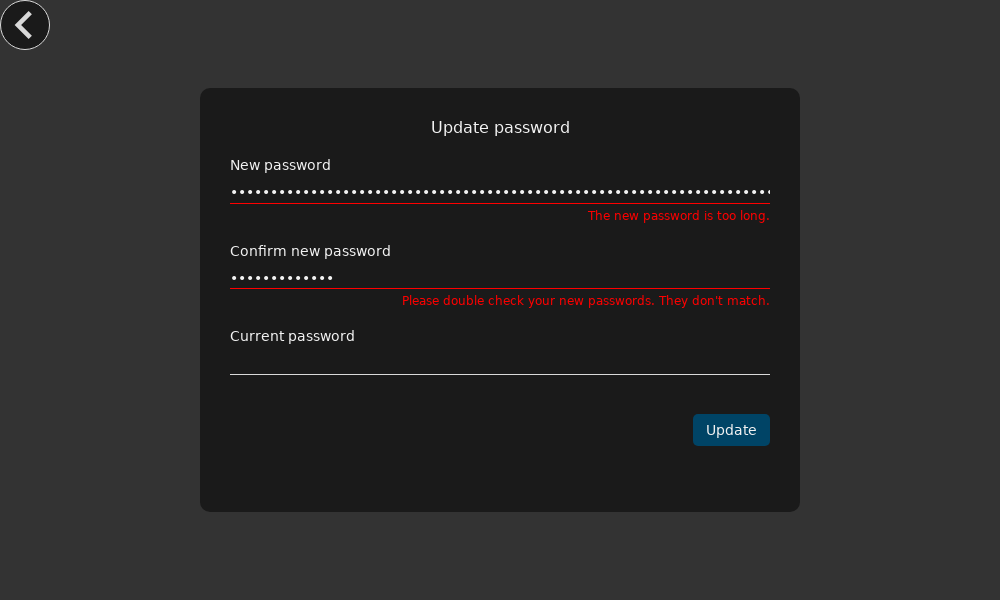 Update password
New password
The new password is too long.
Confirm new password
Please double check your new passwords. They don't match.
Current password
Update